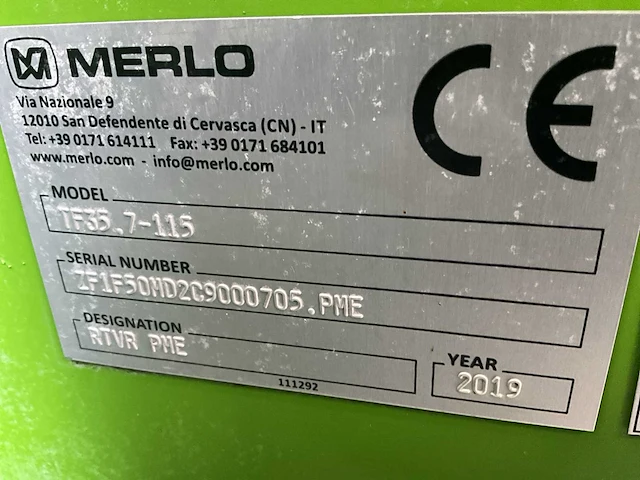 MERLO
Via Nazionale 9
12010 San Defendente di Cervasca (CN) - IT
Tel: +39 0171 614111 Fax: +39 0171 684101
www.merlo.com - info@merlo.com
CE
MODEL
TF35.7-115
SERIAL NUMBER
ZF1F50MD2C9000705.PME
DESIGNATION
RTVR PME
111292
YEAR
2019